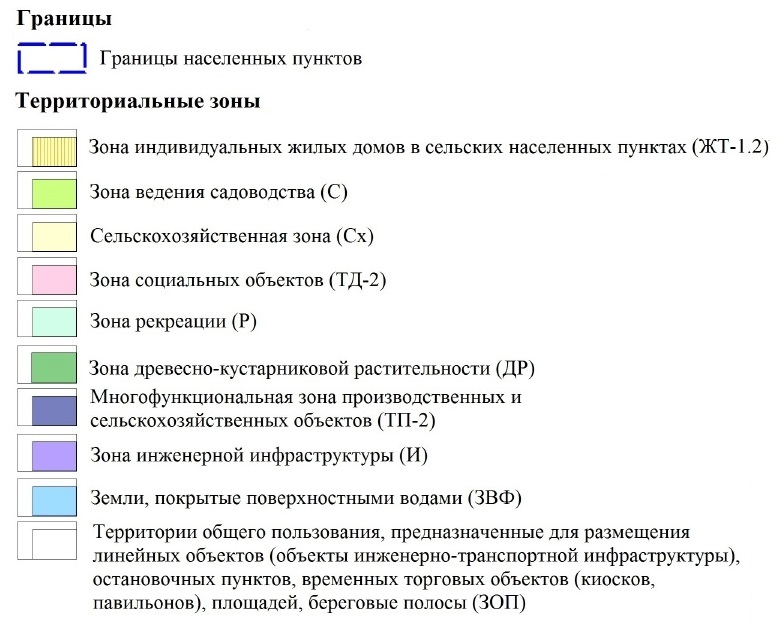 Границы
Границы населенных пунктов
Территориальные зоны
Зона индивидуальных жилых домов в сельских населенных пунктах (ЖТ-1.2)
Зона ведения садоводства (С)
Сельскохозяйственная зона (Сх)
Зона социальных объектов (ТД-2)
Зона рекреации (Р)
Зона древесно-кустарниковой растительности (ДР)
Многофункциональная зона производственных и
сельскохозяйственных объектов (ТП-2)
Зона инженерной инфраструктуры (И)
Земли, покрытые поверхностными водами (ЗВФ)
Территории общего пользования, предназначенные для размещения
линейных объектов (объекты инженерно-транспортной инфраструктуры),
остановочных пунктов, временных торговых объектов (киосков,
павильонов), площадей, береговые полосы (ЗОП)